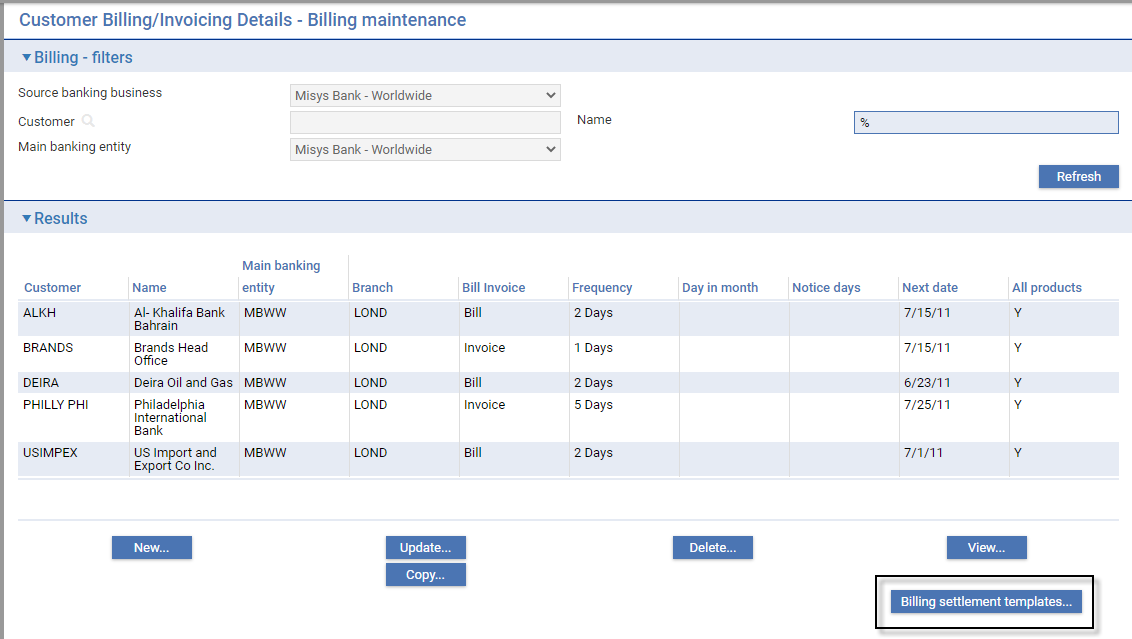 Customer Billing/Invoicing Details - Billing maintenance
Billing - filters
Source banking business Misys Bank - Worldwide
Customer Name %
Main banking entity Misys Bank - Worldwide
Refresh
Results
Main banking
Customer Name entity Branch Bill Invoice Frequency Day in month Notice days Next date All products
ALKH Al- Khalifa Bank MBWW LOND Bill 2 Days 7/15/11 Y
Bahrain
BRANDS Brands Head MBWW LOND Invoice 1 Days 7/15/11 Y
Office
DEIRA Deira Oil and Gas MBWW LOND Bill 2 Days 6/23/11 Y
PHILLY PHI Philadelphia MBWW LOND Invoice 5 Days 7/25/11 Y
International
Bank
USIMPEX US Import and MBWW LOND Bill 2 Days 7/1/11 Y
Export Co Inc.
New... Update... Delete... View...
Copy...
Billing settlement templates...